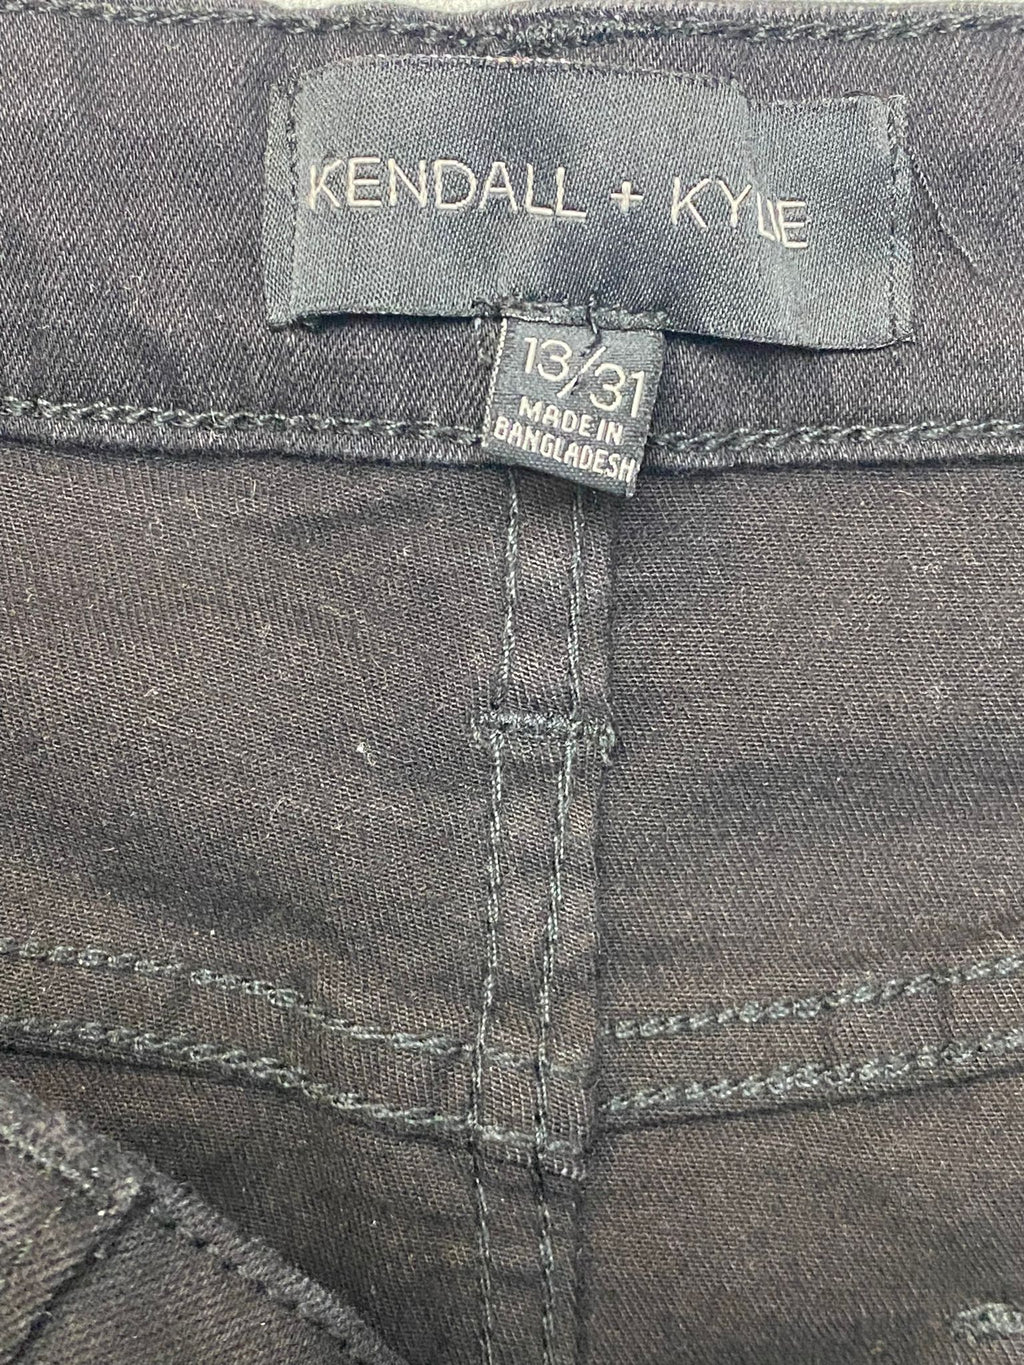 KENDALL + KYLIE
13/31
MADE IN
BANGLADESH